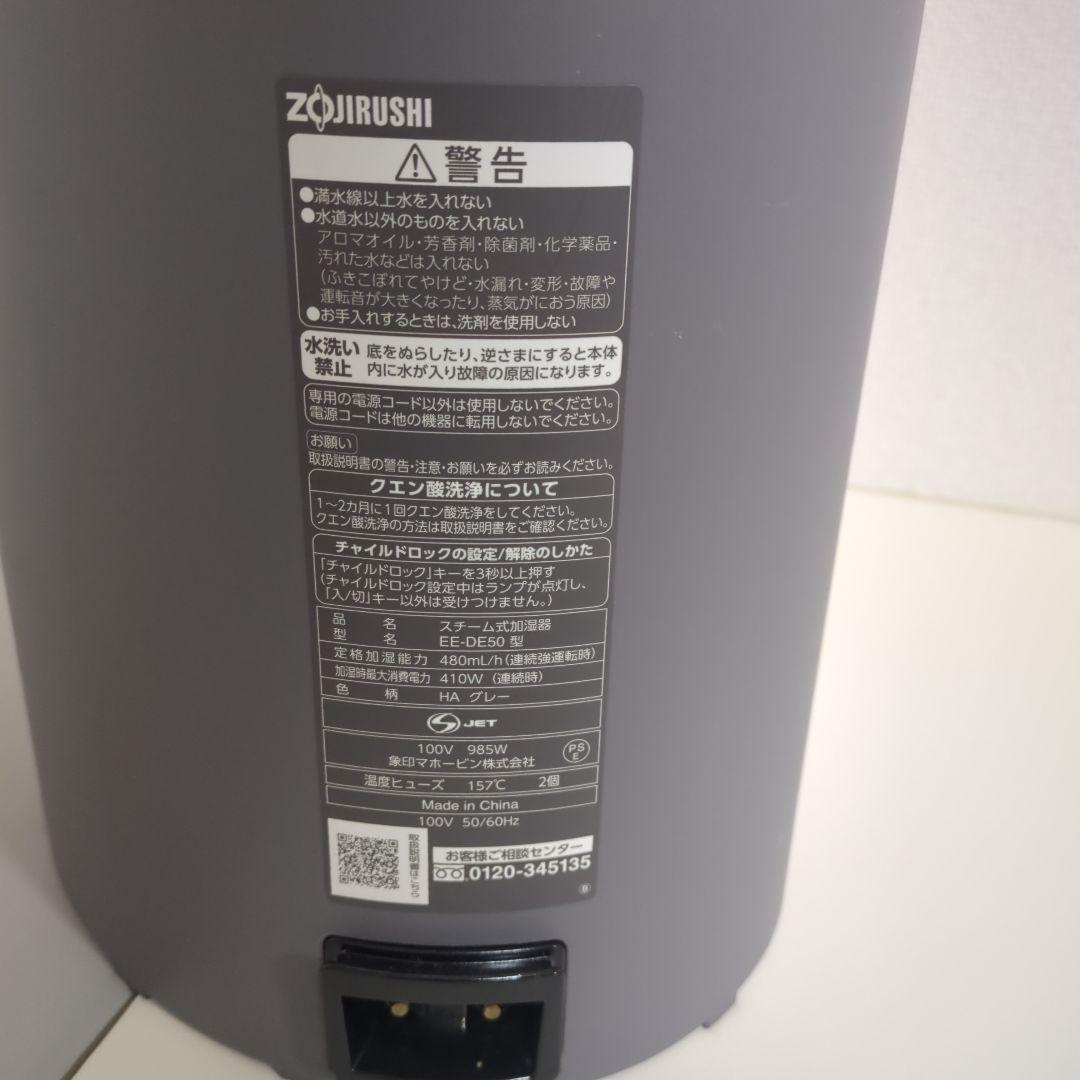 ZOJIRUSHI
警告
●満水線以上水を入れない
●水道水以外のものを入れない
アロマオイル・芳香剤・除菌剤・化学薬品・
汚れた水などは入れない
(ふきこぼれてやけど・水漏れ・変形・故障や
運転音が大きくなったり、蒸気がにおう原因)
●お手入れするときは、洗剤を使用しない
水洗い
禁止
底をぬらしたり、逆さまにすると本体
内に水が入り故障の原因になります。
専用の電源コード以外は使用しないでください。
電源コードは他の機器に転用しないでください。
お願い
取扱説明書の警告・注意・お願いを必ずお読みください。
クエン酸洗浄について
1～2カ月に1回クエン酸洗浄をしてください。
クエン酸洗浄の方法は取扱説明書をご確認ください。
チャイルドロックの設定/解除のしかた
「チャイルドロック」キーを3秒以上押す
(チャイルドロック設定中はランプが点灯し、
「入/切」キー以外は受けつけません。)
品名 スチーム式加湿器
型名 EE-DE50 型
定格加湿能力 480mL/h(連続強運転時)
加湿時最大消費電力 410W (連続時)
色柄 HA グレー
S JET
100V 985W
象印マホービン株式会社
PS
E
温度ヒューズ 157℃ 2個
Made in China
100V 50/60Hz
取扱説明書はこちら
お客様ご相談センター
0120-345135
B